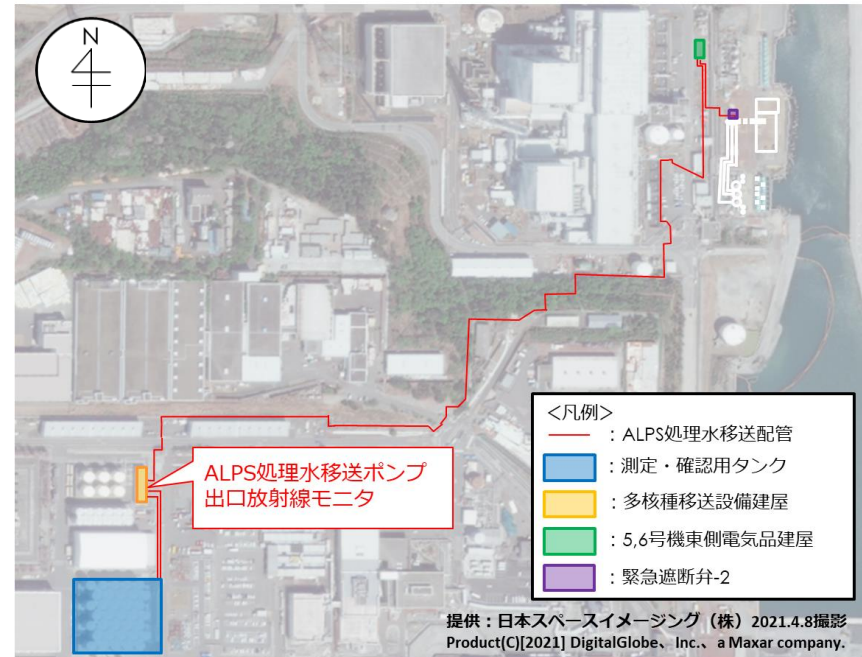 N
ALPS処理水移送ポンプ
出口放射線モニタ
<凡例>
：ALPS処理水移送配管
：測定・確認用タンク
：多核種移送設備建屋
：5,6号機東側電気品建屋
：緊急遮断弁-2
提供：日本スペースイメージング（株）2021.4.8撮影
Product(C)[2021] DigitalGlobe、Inc.、a Maxar company.